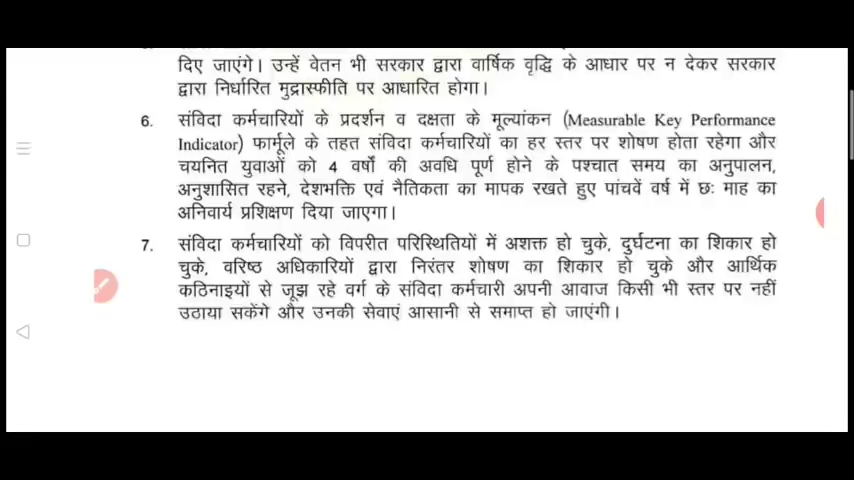 दिए जाएंगे। उन्हें वेतन भी सरकार द्वारा वार्षिक वृद्धि के आधार पर न देकर सरकार
द्वारा निर्धारित मुद्रास्फीति पर आधारित होगा।
6. संविदा कर्मचारियों के प्रदर्शन व दक्षता के मूल्यांकन (Measurable Key Performance
Indicator) फार्मूले के तहत संविदा कर्मचारियों का हर स्तर पर शोषण होता रहेगा और
चयनित युवाओं को 4 वर्षों की अवधि पूर्ण होने के पश्चात समय का अनुपालन,
अनुशासित रहने, देशभक्ति एवं नैतिकता का मापक रखते हुए पांचवें वर्ष में छः माह का
अनिवार्य प्रशिक्षण दिया जाएगा।
7. संविदा कर्मचारियों को विपरीत परिस्थितियों में अशक्त हो चुके, दुर्घटना का शिकार हो
चुके, वरिष्ठ अधिकारियों द्वारा निरंतर शोषण का शिकार हो चुके और आर्थिक
कठिनाइयों से जूझ रहे वर्ग के संविदा कर्मचारी अपनी आवाज किसी भी स्तर पर नहीं
उठाया सकेंगे और उनकी सेवाएं आसानी से समाप्त हो जाएंगी।